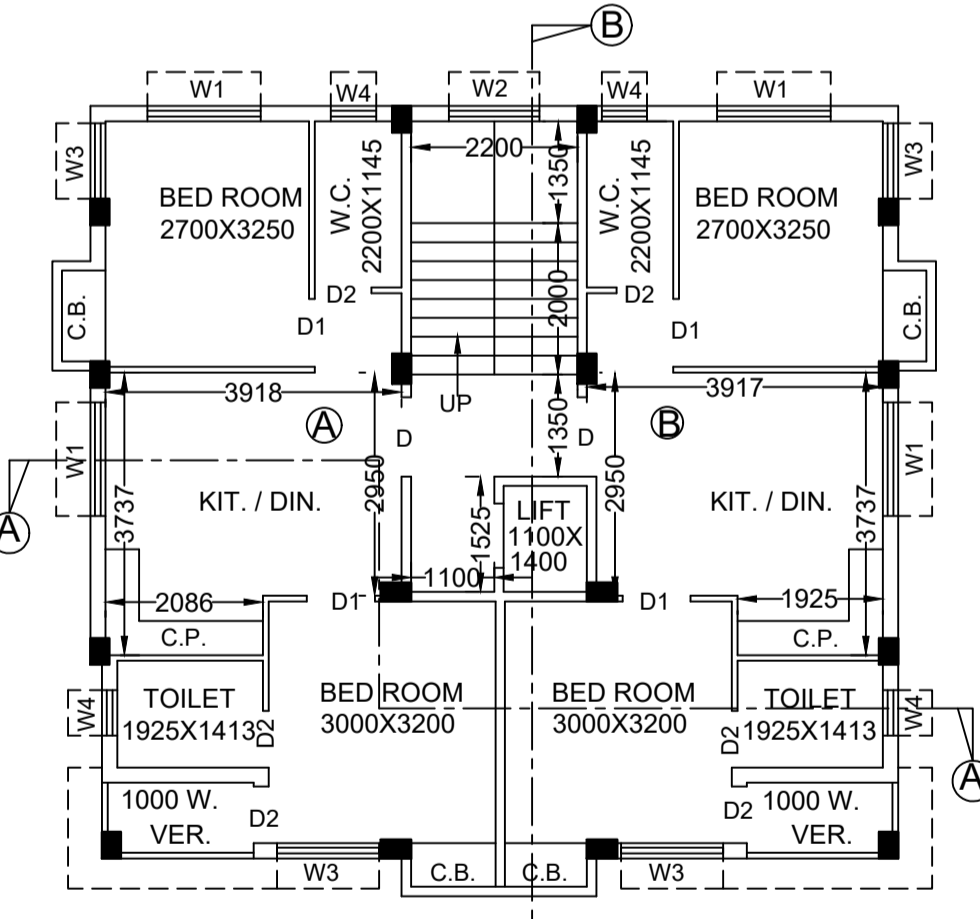 B
W1
W4
W2
W4
W1
W3
2200
1350
W3
BED ROOM
2700X3250
W.C.
2200X1145
W.C.
2200X1145
BED ROOM
2700X3250
C.B.
D2
2000
D2
C.B.
D1
D1
3918
UP
3917
A
D
1350
D
B
W1
2950
2950
W1
A
3737
KIT. / DIN.
1525
LIFT
1100X
1400
KIT. / DIN.
3737
1100
2086
D1
D1
1925
C.P.
C.P.
W4
TOILET
1925X1413
D2
BED ROOM
3000X3200
BED ROOM
3000X3200
D2
TOILET
1925X1413
W4
A
1000 W.
VER.
D2
D2
1000 W.
VER.
W3
C.B.
C.B.
W3